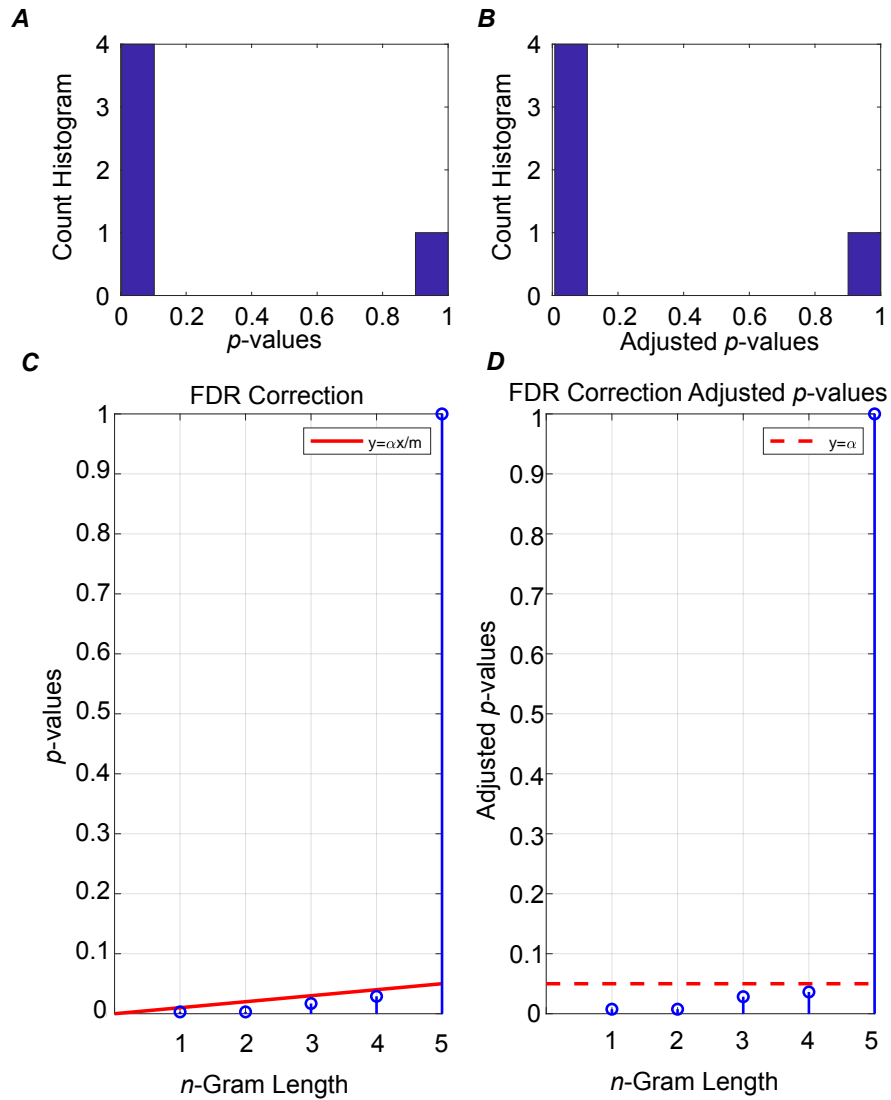 A
4
3
2
1
0
Count Histogram
0 0.2 0.4 0.6 0.8 1
p-values
B
4
3
2
1
0
Count Histogram
0 0.2 0.4 0.6 0.8 1
Adjusted p-values
C
FDR Correction
y=αx/m
1
0.9
0.8
0.7
0.6
0.5
0.4
0.3
0.2
0.1
0
p-values
1 2 3 4 5
n-Gram Length
D
FDR Correction Adjusted p-values
y=α
1
0.9
0.8
0.7
0.6
0.5
0.4
0.3
0.2
0.1
0
Adjusted p-values
1 2 3 4 5
n-Gram Length